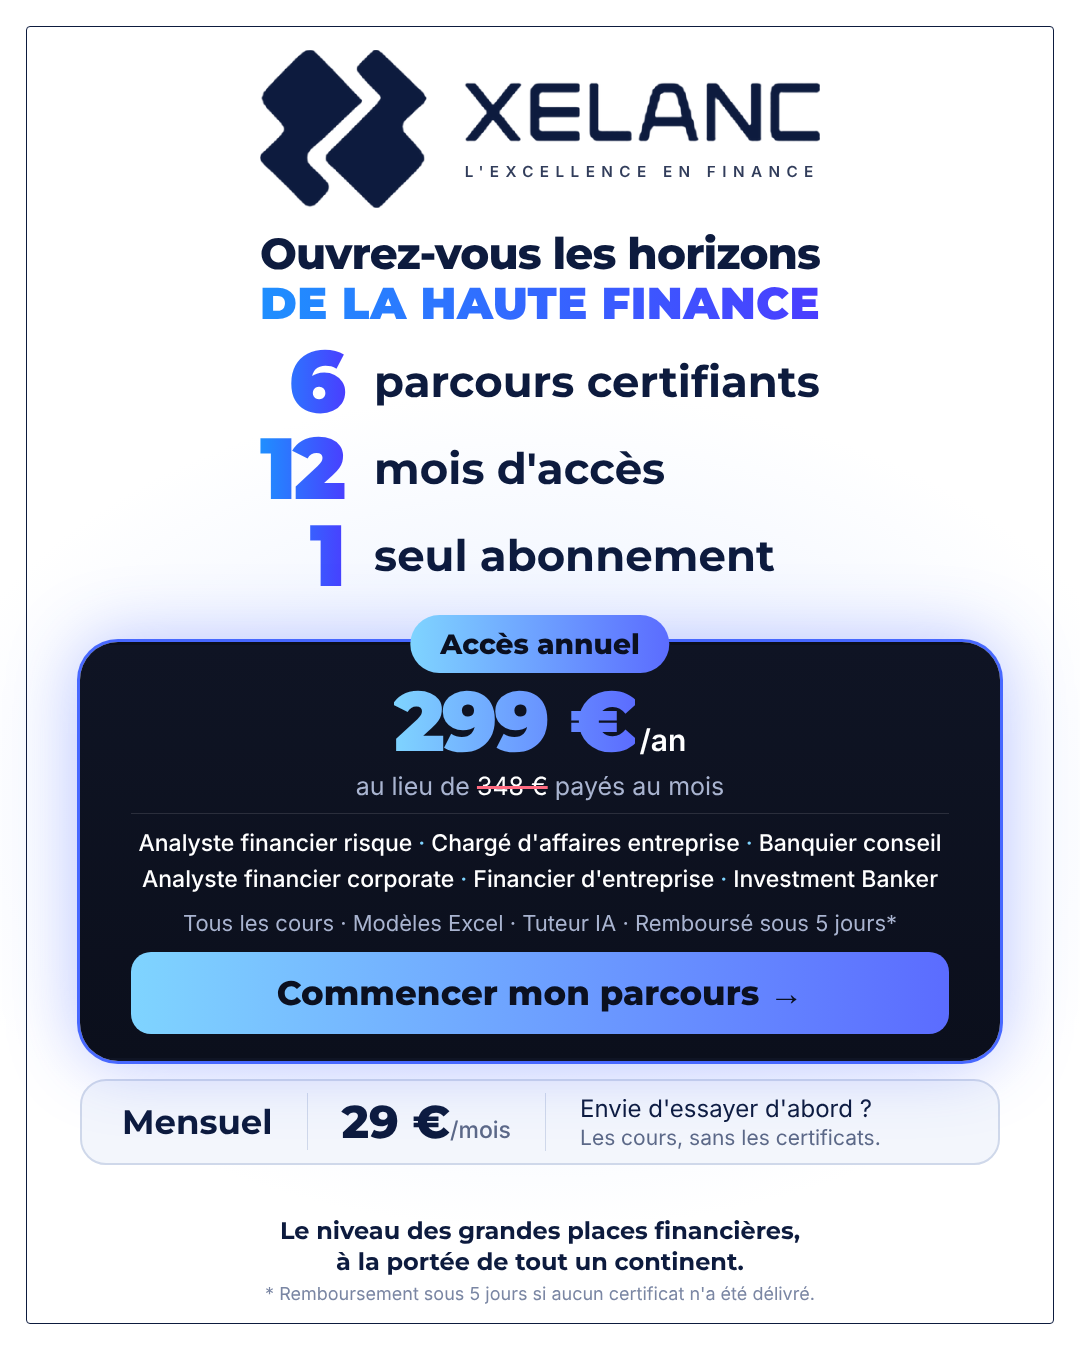 XELANC
L'EXCELLENCE EN FINANCE
Ouvrez-vous les horizons
DE LA HAUTE FINANCE
6 parcours certifiants
12 mois d'accès
1 seul abonnement
Accès annuel
299 €/an
au lieu de 348 € payés au mois
Analyste financier risque · Chargé d'affaires entreprise · Banquier conseil
Analyste financier corporate · Financier d'entreprise · Investment Banker
Tous les cours · Modèles Excel · Tuteur IA · Remboursé sous 5 jours*
Commencer mon parcours →
Mensuel
29 €/mois
Envie d'essayer d'abord ?
Les cours, sans les certificats.
Le niveau des grandes places financières,
à la portée de tout un continent.
* Remboursement sous 5 jours si aucun certificat n'a été délivré.